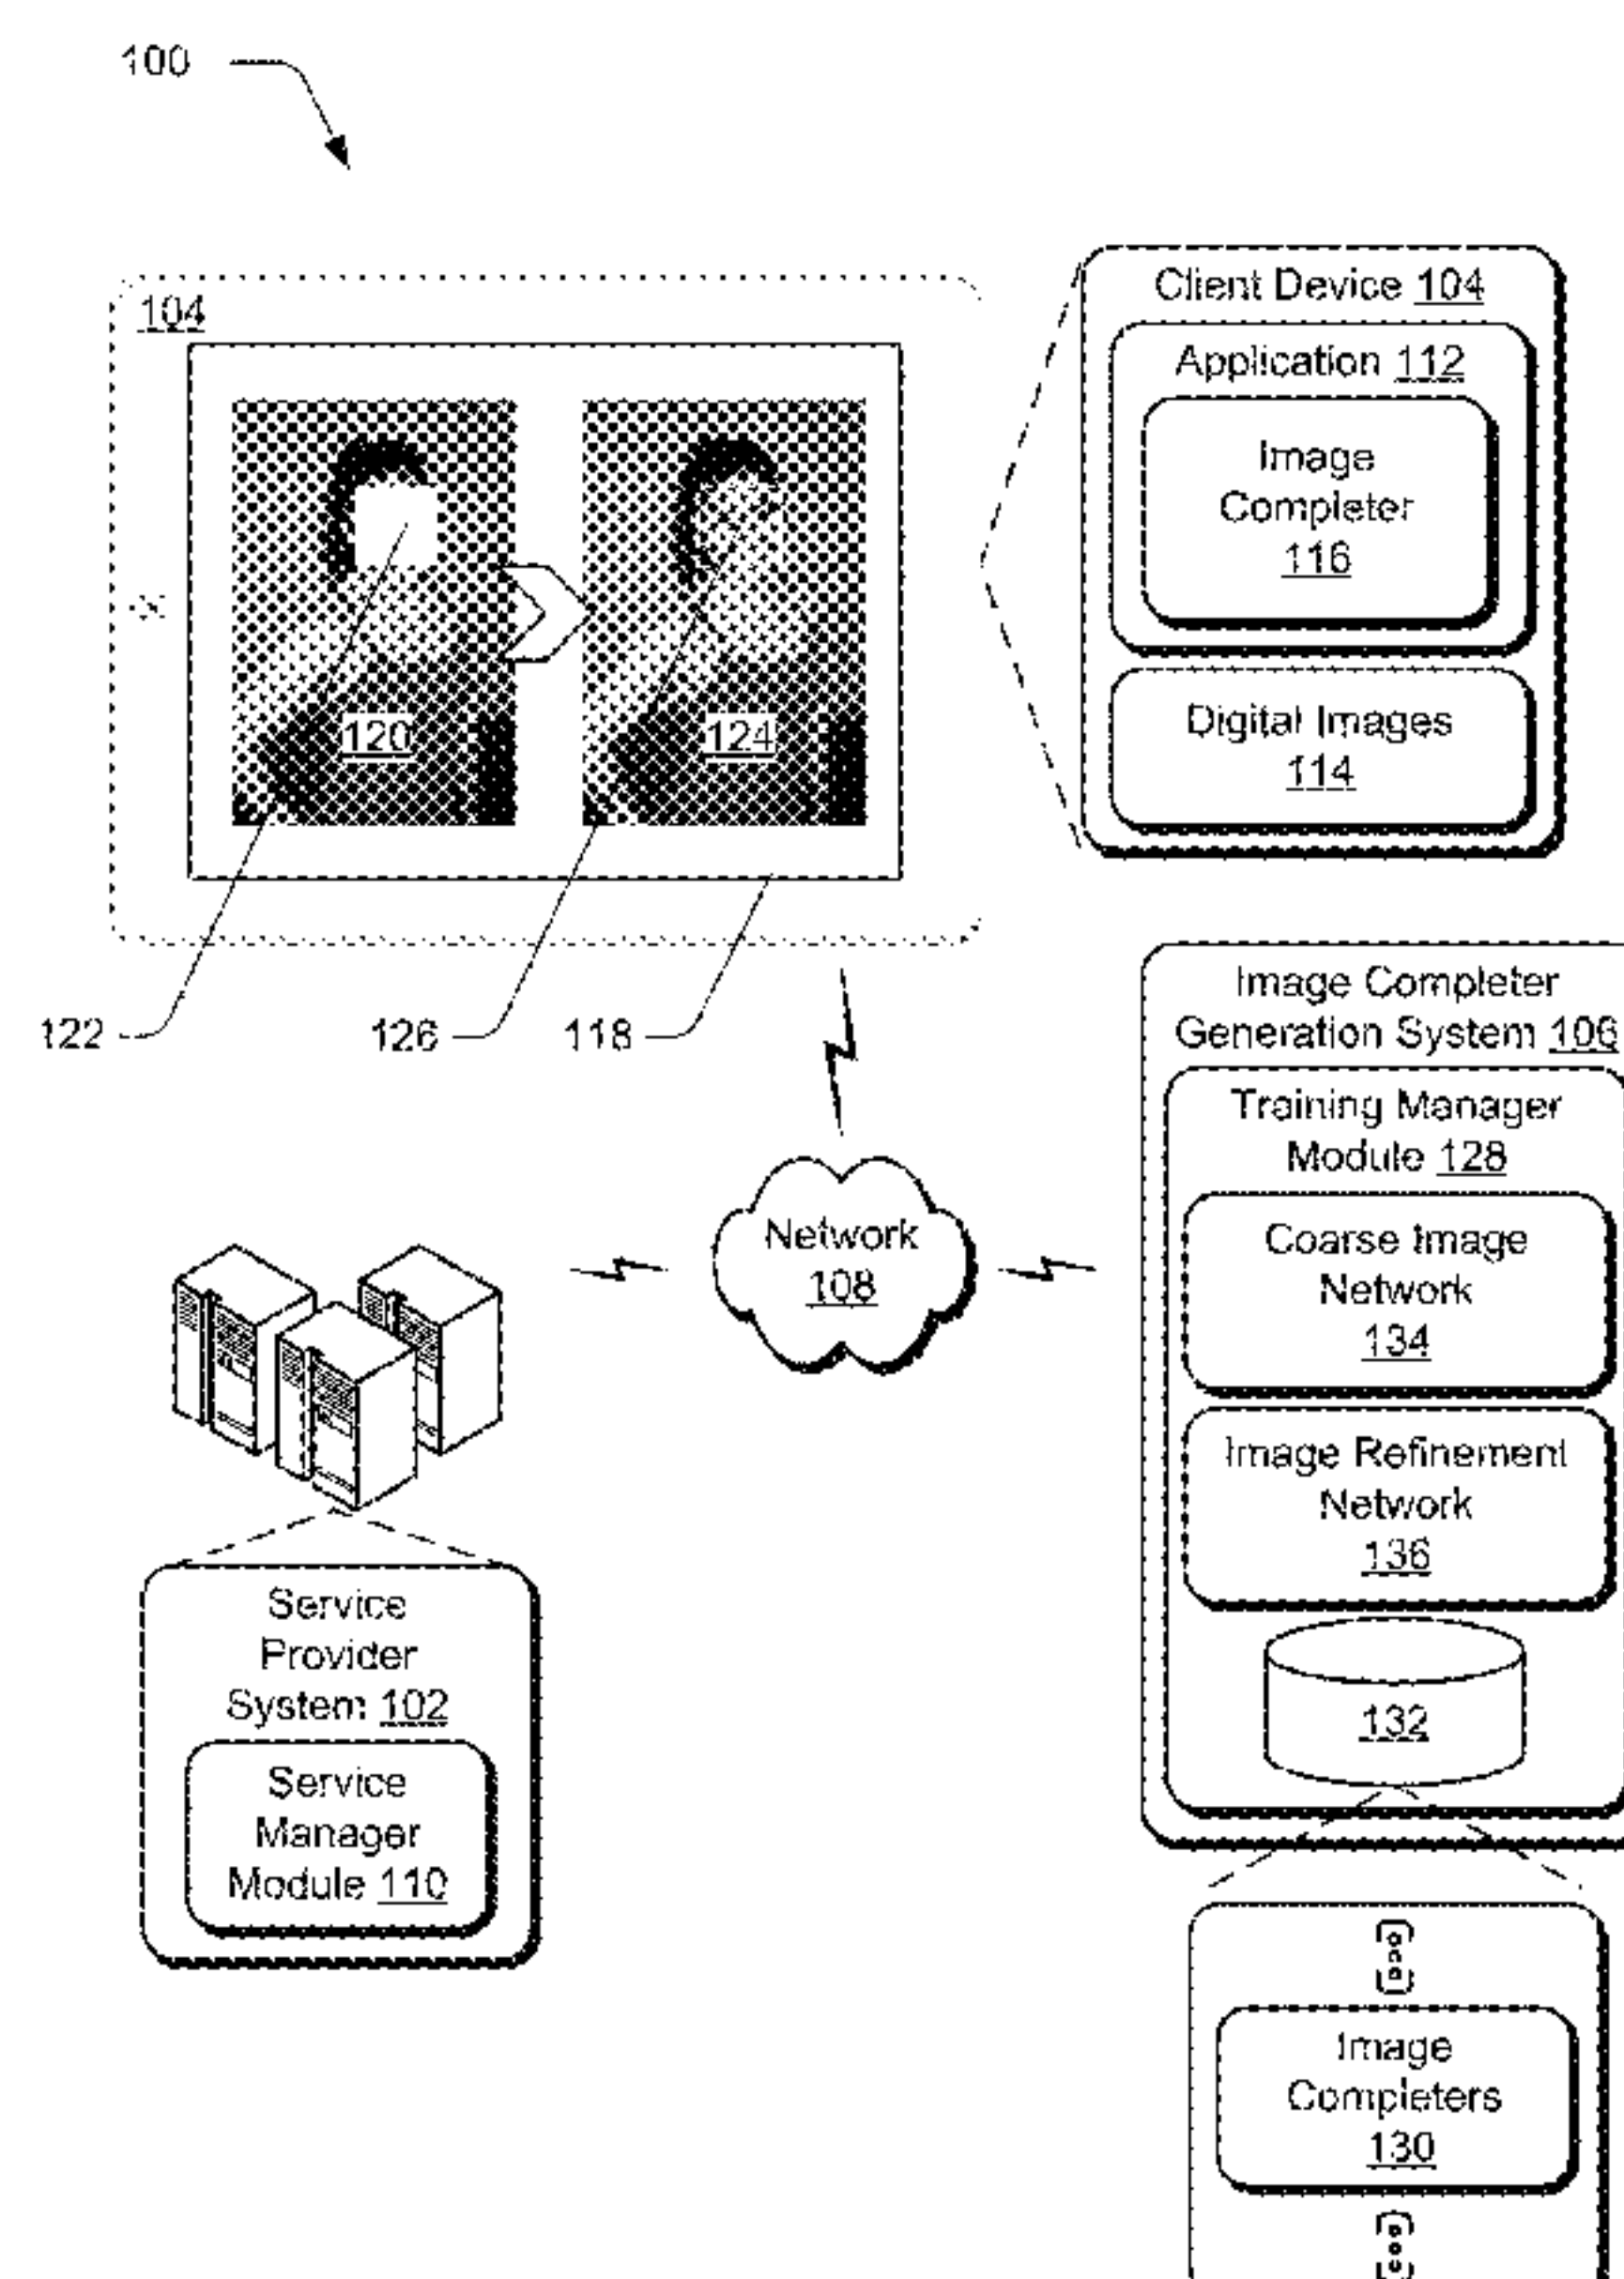 100
104
120
124
122
126
118
Client Device 104
Application 112
Image
Completer
116
Digital Images
114
Network
108
Image Completer
Generation System 106
Training Manager
Module 128
Coarse Image
Network
134
Image Refinement
Network
136
132
Image
Completers
130
Service
Provider
System 102
Service
Manager
Module 110